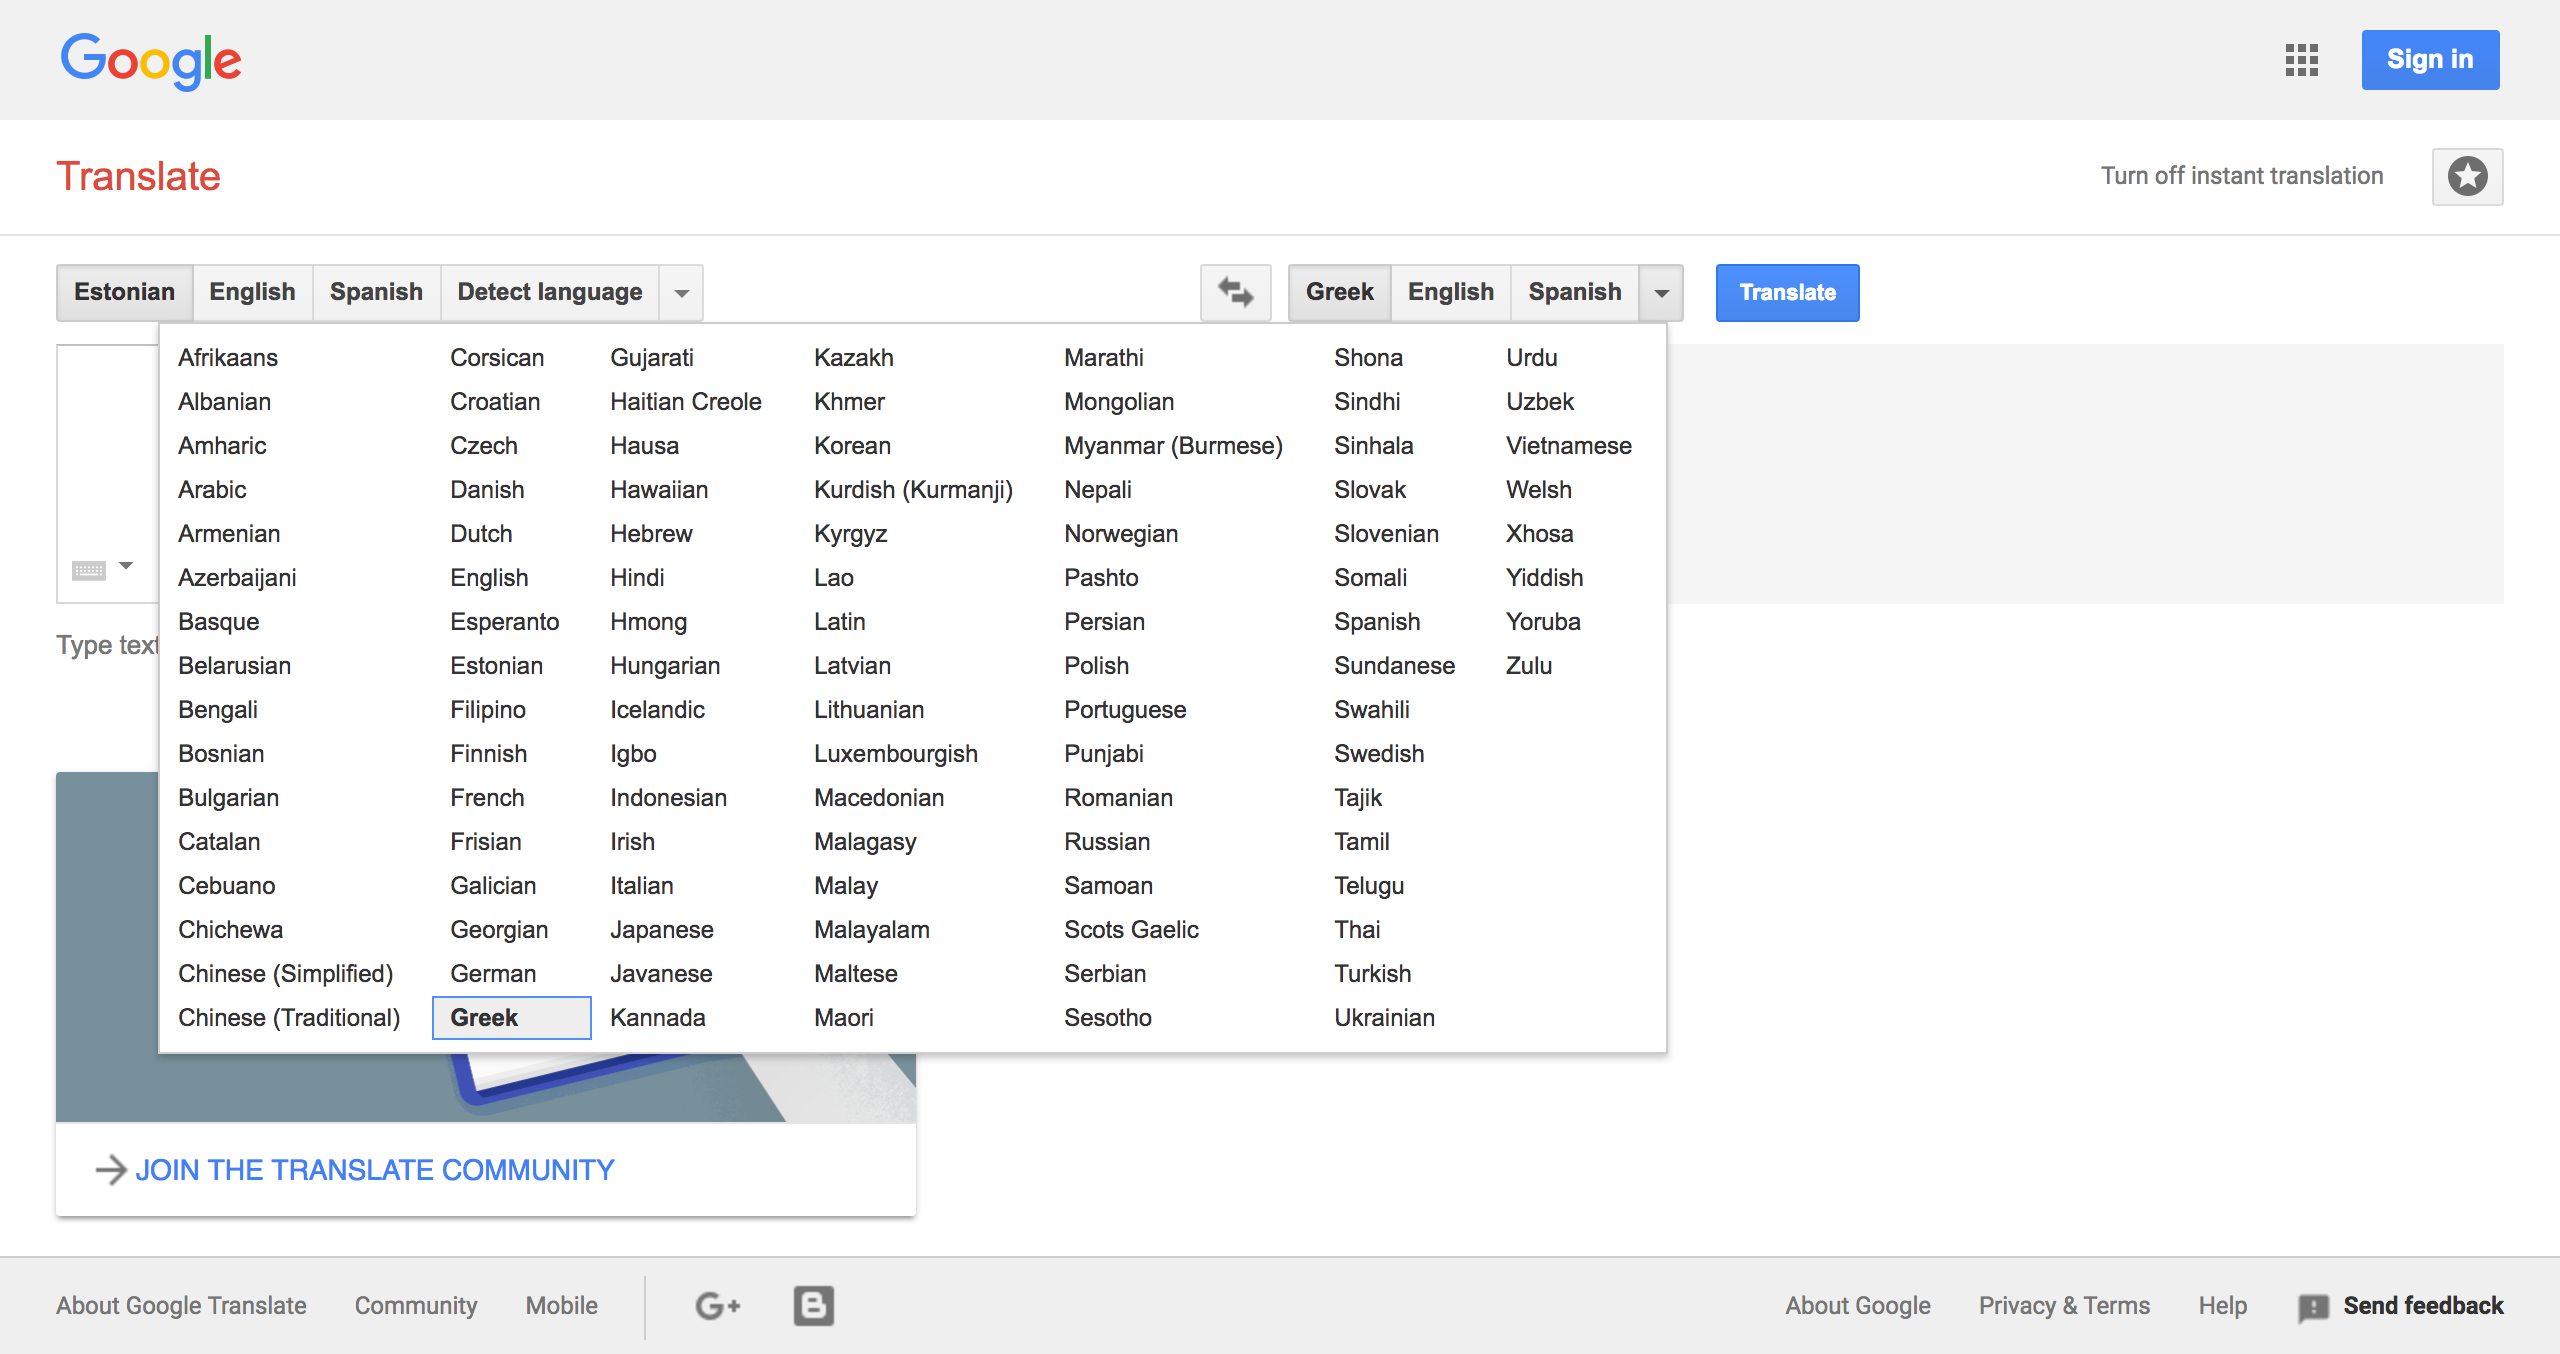 Google
Sign in
Translate
Turn off instant translation
Estonian English Spanish Detect language
Greek English Spanish Translate
Afrikaans Corsican Gujarati Kazakh Marathi Shona Urdu
Albanian Croatian Haitian Creole Khmer Mongolian Sindhi Uzbek
Amharic Czech Hausa Korean Myanmar (Burmese) Sinhala Vietnamese
Arabic Danish Hawaiian Kurdish (Kurmanji) Nepali Slovak Welsh
Armenian Dutch Hebrew Kyrgyz Norwegian Slovenian Xhosa
Azerbaijani English Hindi Lao Pashto Somali Yiddish
Basque Esperanto Hmong Latin Persian Spanish Yoruba
Type text
Belarusian Estonian Hungarian Latvian Polish Sundanese Zulu
Bengali Filipino Icelandic Lithuanian Portuguese Swahili
Bosnian Finnish Igbo Luxembourgish Punjabi Swedish
Bulgarian French Indonesian Macedonian Romanian Tajik
Catalan Frisian Irish Malagasy Russian Tamil
Cebuano Galician Italian Malay Samoan Telugu
Chichewa Georgian Japanese Malayalam Scots Gaelic Thai
Chinese (Simplified) German Javanese Maltese Serbian Turkish
Chinese (Traditional) Greek Kannada Maori Sesotho Ukrainian
JOIN THE TRANSLATE COMMUNITY
About Google Translate Community Mobile G+ B About Google Privacy & Terms Help Send feedback